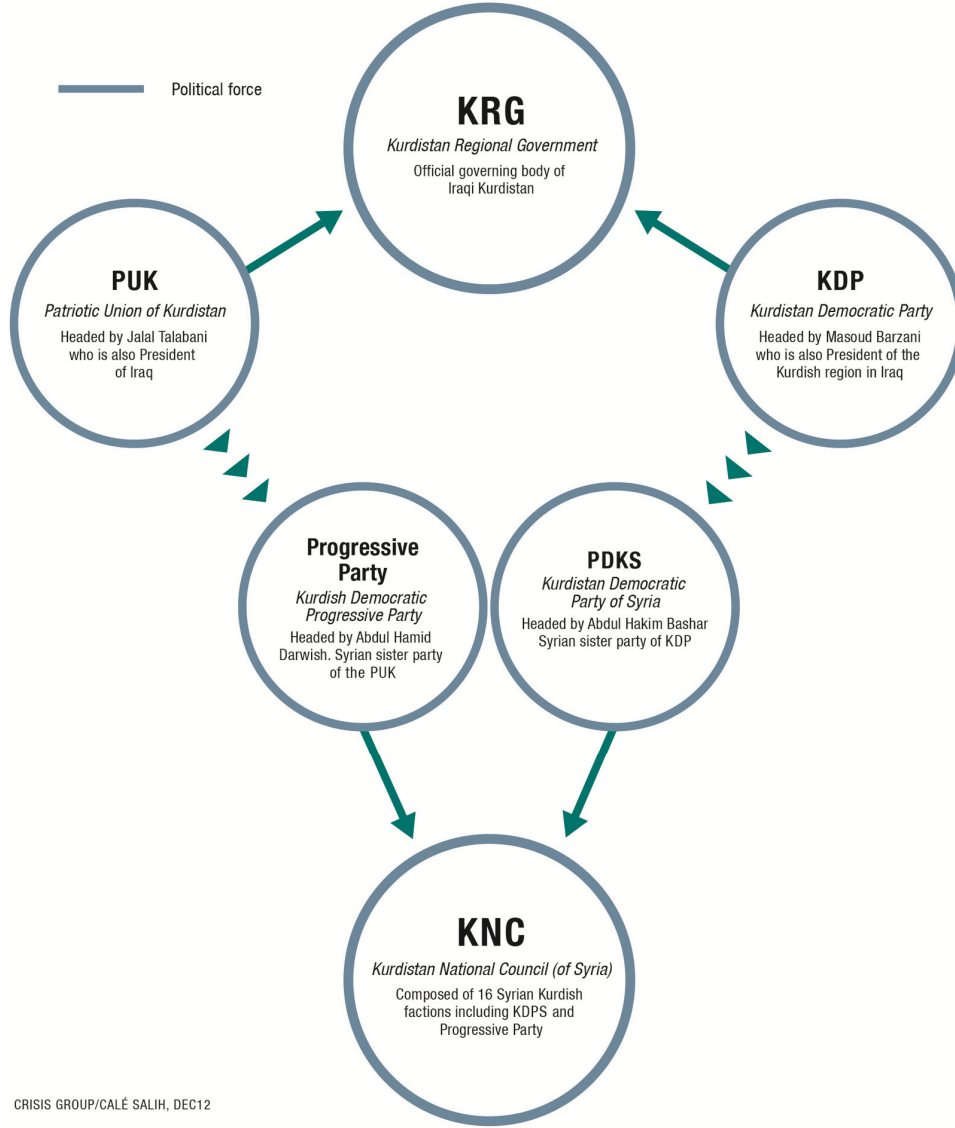 Political force
KRG
Kurdistan Regional Government
Official governing body of
Iraqi Kurdistan
PUK
Patriotic Union of Kurdistan
Headed by Jalal Talabani
who is also President
of Iraq
KDP
Kurdistan Democratic Party
Headed by Masoud Barzani
who is also President of the
Kurdish region in Iraq
Progressive
Party
Kurdish Democratic
Progressive Party
Headed by Abdul Hamid
Darwish. Syrian sister party
of the PUK
PDKS
Kurdistan Democratic
Party of Syria
Headed by Abdul Hakim Bashar
Syrian sister party of KDP
KNC
Kurdistan National Council (of Syria)
Composed of 16 Syrian Kurdish
factions including KDPS and
Progressive Party
CRISIS GROUP/CALÉ SALIH, DEC12